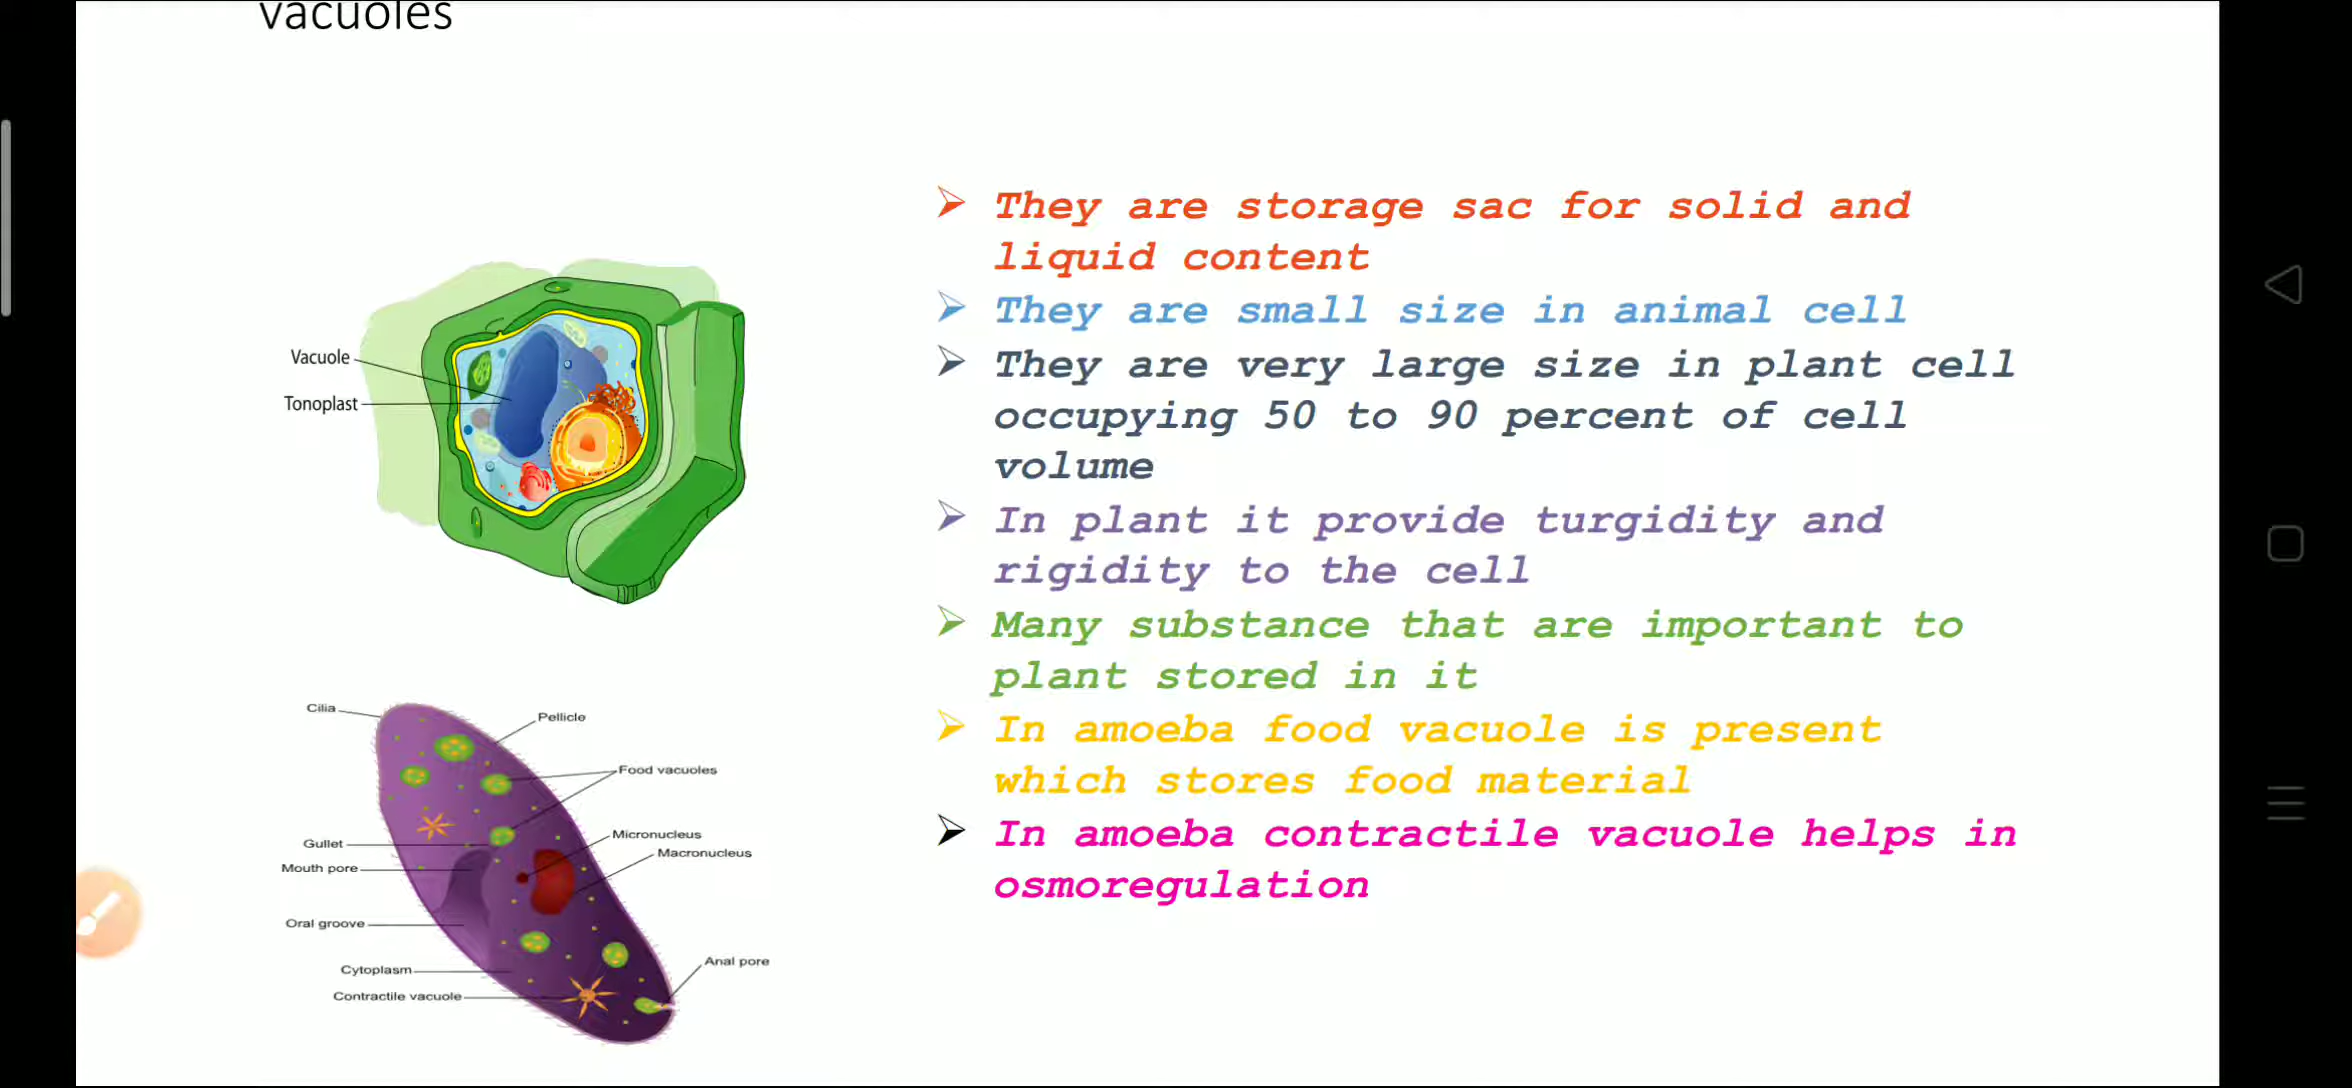 vacuoles
They are storage sac for solid and
liquid content
They are small size in animal cell
They are very large size in plant cell
occupying 50 to 90 percent of cell
volume
In plant it provide turgidity and
rigidity to the cell
Many substance that are important to
plant stored in it
In amoeba food vacuole is present
which stores food material
In amoeba contractile vacuole helps in
osmoregulation
Vacuole
Tonoplast
Cilia
Pellicle
Food vacuoles
Micronucleus
Gullet
Macronucleus
Mouth pore
Oral groove
Anal pore
Cytoplasm
Contractile vacuole